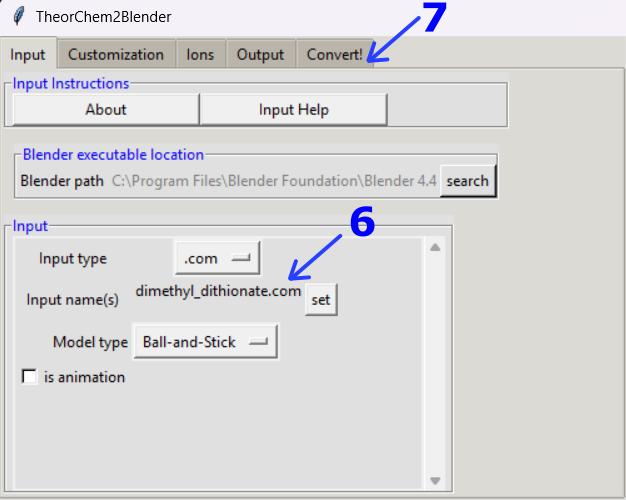 TheorChem2Blender
7
Input Customization Ions Output Convert!
Input Instructions
About Input Help
Blender executable location
Blender path C:\Program Files\Blender Foundation\Blender 4.4 search
6
Input
Input type .com
Input name(s) dimethyl_dithionate.com set
Model type Ball-and-Stick
is animation